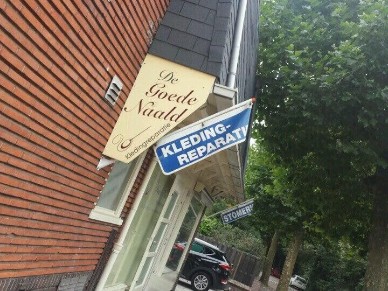 De
Goede
Naald
Kledingreparatie
KLEDING-
REPARATI
STOMER